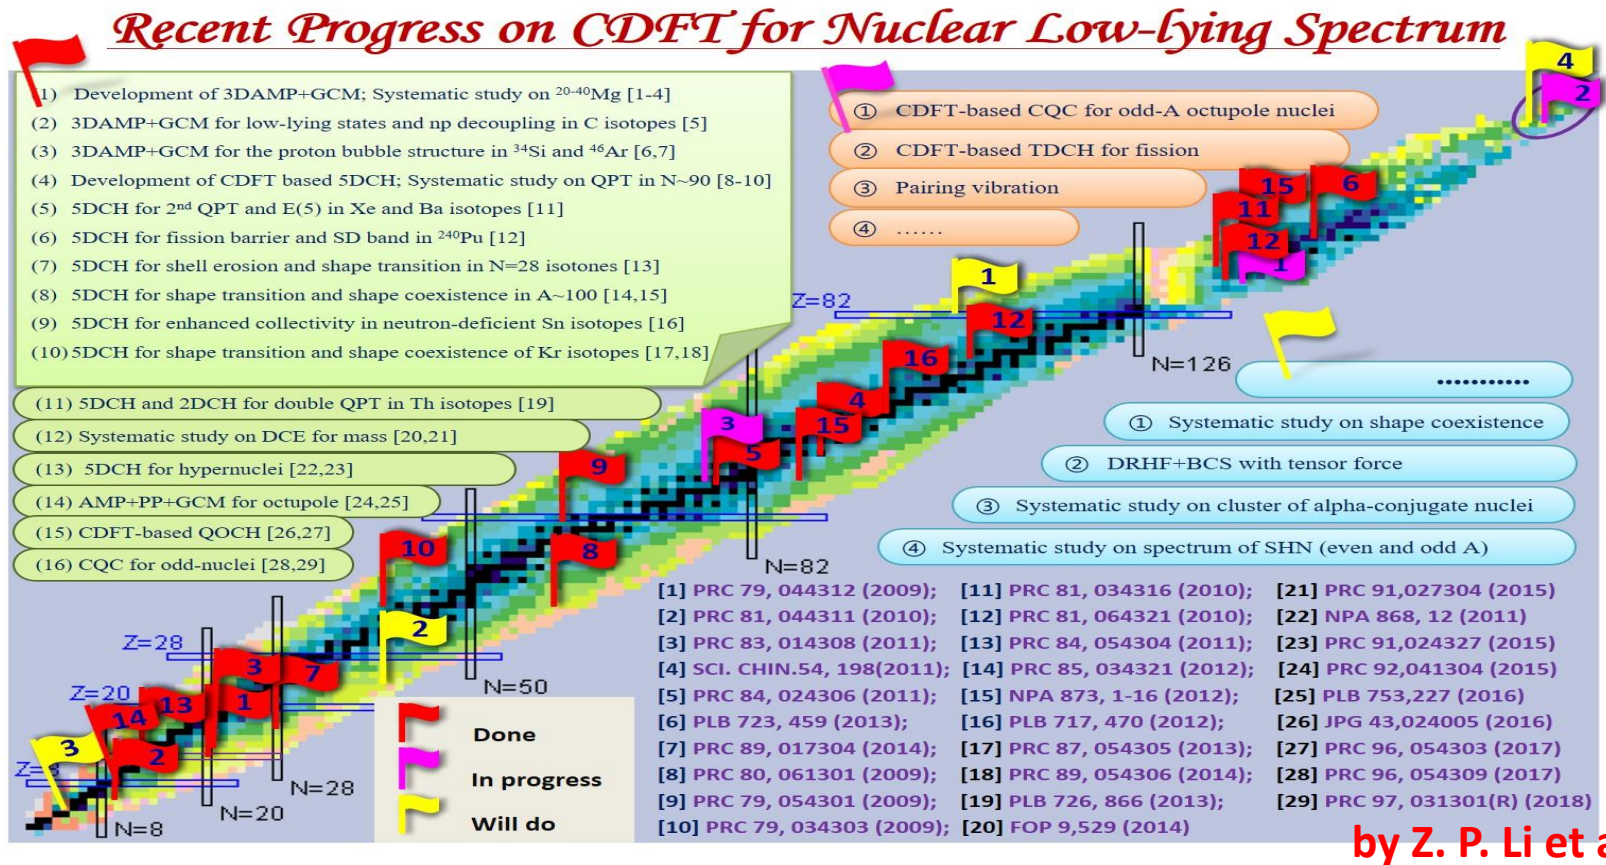 Recent Progress on CDFT for Nuclear Low-lying Spectrum
(1) Development of 3DAMP+GCM; Systematic study on 20-40Mg [1-4]
(2) 3DAMP+GCM for low-lying states and np decoupling in C isotopes [5]
(3) 3DAMP+GCM for the proton bubble structure in 34Si and 46Ar [6,7]
(4) Development of CDFT based 5DCH; Systematic study on QPT in N~90 [8-10]
(5) 5DCH for 2nd QPT and E(5) in Xe and Ba isotopes [11]
(6) 5DCH for fission barrier and SD band in 240Pu [12]
(7) 5DCH for shell erosion and shape transition in N=28 isotones [13]
(8) 5DCH for shape transition and shape coexistence in A~100 [14,15]
(9) 5DCH for enhanced collectivity in neutron-deficient Sn isotopes [16]
(10) 5DCH for shape transition and shape coexistence of Kr isotopes [17,18]
(11) 5DCH and 2DCH for double QPT in Th isotopes [19]
(12) Systematic study on DCE for mass [20,21]
(13) 5DCH for hypernuclei [22,23]
(14) AMP+PP+GCM for octupole [24,25]
(15) CDFT-based QOCH [26,27]
(16) CQC for odd-nuclei [28,29]
① CDFT-based CQC for odd-A octupole nuclei
② CDFT-based TDCH for fission
③ Pairing vibration
④ ……
4
2
15
6
11
12
1
1
Z=82
12
N=126
16
4
3
15
5
9
N=82
10
8
2
Z=28
N=50
3
7
Z=20
13
1
14
3
2
N=28
N=20
N=8
............
① Systematic study on shape coexistence
② DRHF+BCS with tensor force
③ Systematic study on cluster of alpha-conjugate nuclei
④ Systematic study on spectrum of SHN (even and odd A)
Done
In progress
Will do
[1] PRC 79, 044312 (2009);
[2] PRC 81, 044311 (2010);
[3] PRC 83, 014308 (2011);
[4] SCI. CHIN.54, 198(2011);
[5] PRC 84, 024306 (2011);
[6] PLB 723, 459 (2013);
[7] PRC 89, 017304 (2014);
[8] PRC 80, 061301 (2009);
[9] PRC 79, 054301 (2009);
[10] PRC 79, 034303 (2009);
[11] PRC 81, 034316 (2010);
[12] PRC 81, 064321 (2010);
[13] PRC 84, 054304 (2011);
[14] PRC 85, 034321 (2012);
[15] NPA 873, 1-16 (2012);
[16] PLB 717, 470 (2012);
[17] PRC 87, 054305 (2013);
[18] PRC 89, 054306 (2014);
[19] PLB 726, 866 (2013);
[20] FOP 9,529 (2014)
[21] PRC 91,027304 (2015)
[22] NPA 868, 12 (2011)
[23] PRC 91,024327 (2015)
[24] PRC 92,041304 (2015)
[25] PLB 753,227 (2016)
[26] JPG 43,024005 (2016)
[27] PRC 96, 054303 (2017)
[28] PRC 96, 054309 (2017)
[29] PRC 97, 031301(R) (2018)
by Z. P. Li et a